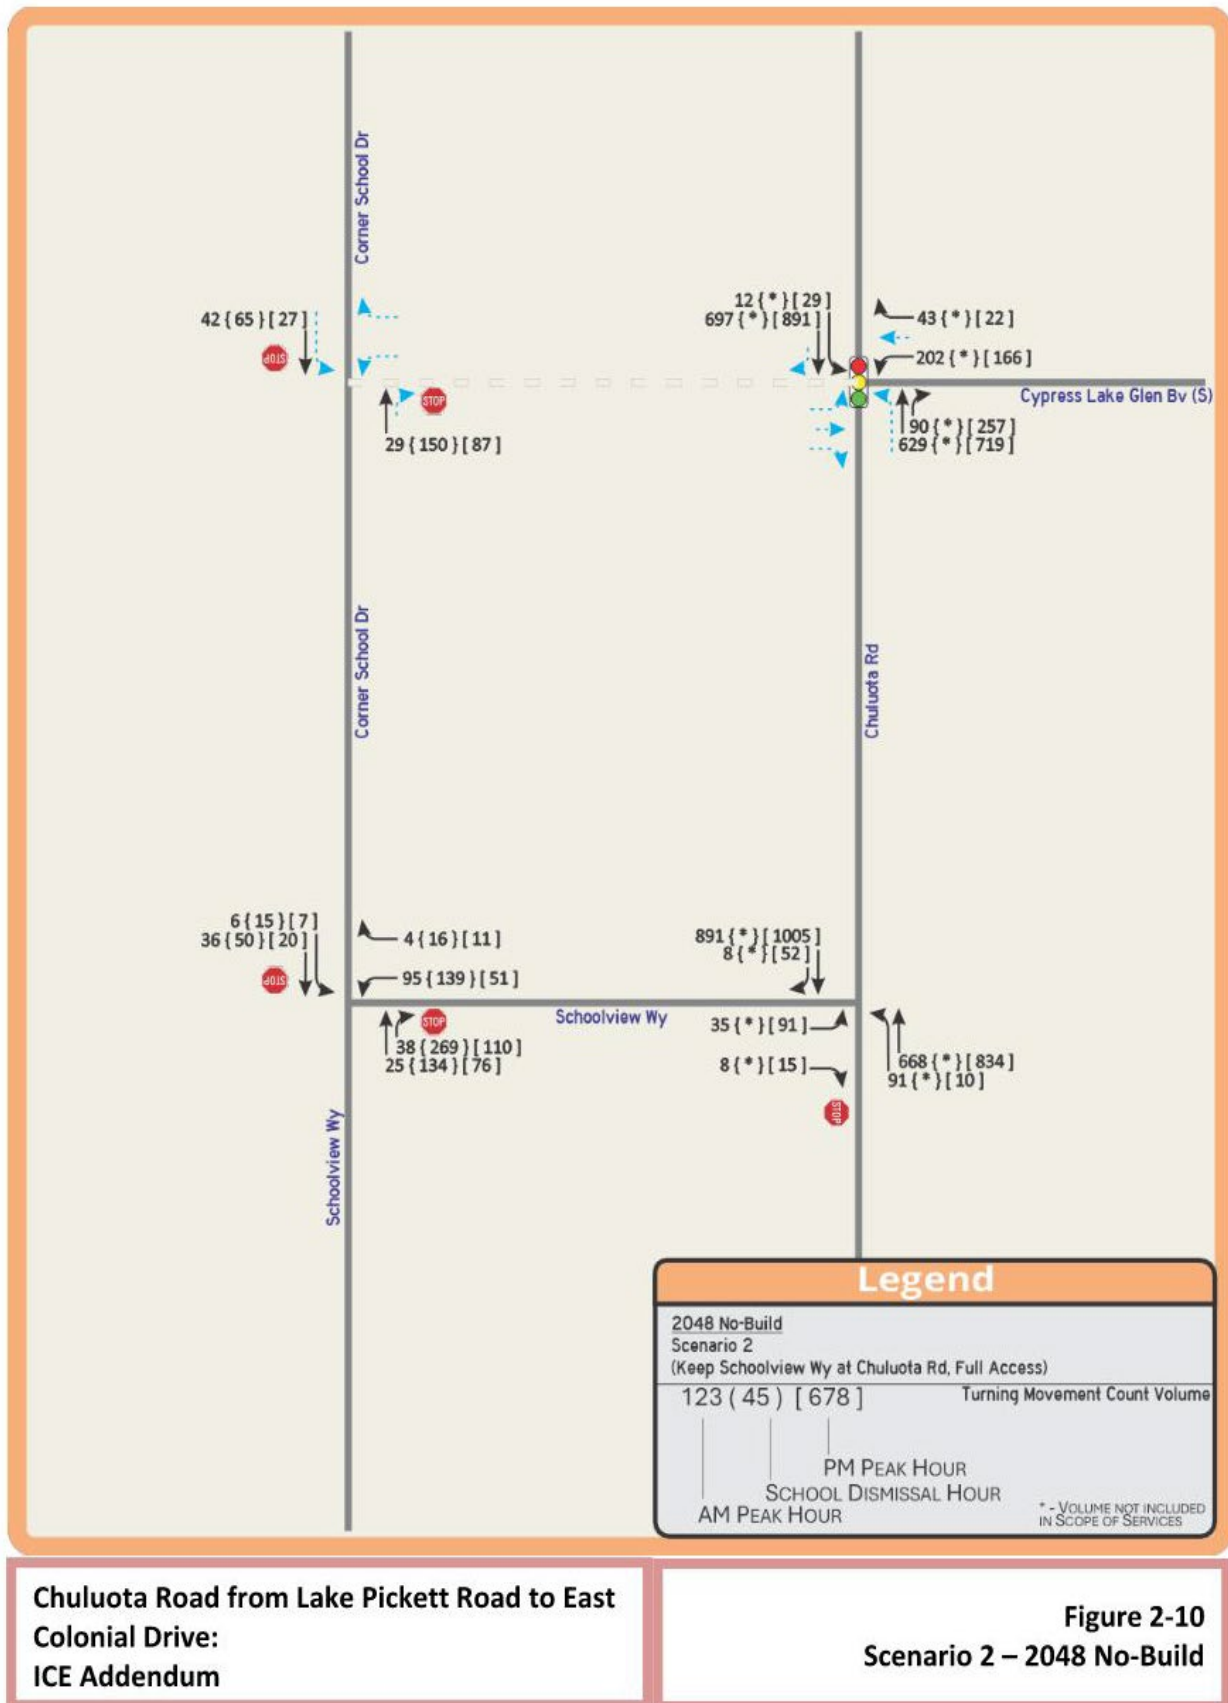 Corner School Dr
42 { 65 } [ 27 ]
STOP
12 { * } [ 29 ]
697 { * } [ 891 ]
43 { * } [ 22 ]
202 { * } [ 166 ]
Cypress Lake Glen Bv (S)
STOP
29 { 150 } [ 87 ]
90 { * } [ 257 ]
629 { * } [ 719 ]
Corner School Dr
Chuluota Rd
6 { 15 } [ 7 ]
36 { 50 } [ 20 ]
STOP
4 { 16 } [ 11 ]
95 { 139 } [ 51 ]
891 { * } [ 1005 ]
8 { * } [ 52 ]
Schoolview Wy
STOP
38 { 269 } [ 110 ]
25 { 134 } [ 76 ]
35 { * } [ 91 ]
8 { * } [ 15 ]
STOP
668 { * } [ 834 ]
91 { * } [ 10 ]
Schoolview Wy
Legend
2048 No-Build
Scenario 2
(Keep Schoolview Wy at Chuluota Rd, Full Access)
123 ( 45 ) [ 678 ] Turning Movement Count Volume
PM PEAK HOUR
SCHOOL DISMISSAL HOUR
AM PEAK HOUR
* - VOLUME NOT INCLUDED
IN SCOPE OF SERVICES
Chuluota Road from Lake Pickett Road to East
Colonial Drive:
ICE Addendum
Figure 2-10
Scenario 2 – 2048 No-Build